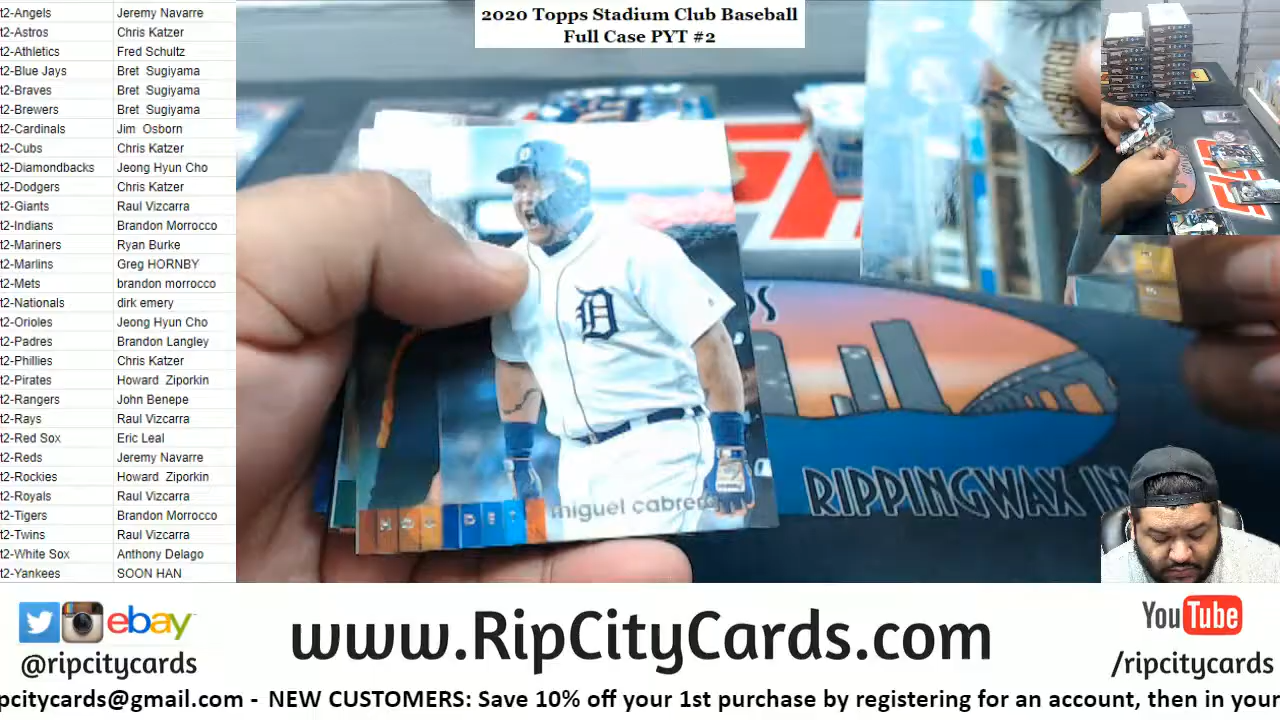 2020 Topps Stadium Club Baseball
Full Case PYT #2
t2-Angels Jeremy Navarre
t2-Astros Chris Katzer
t2-Athletics Fred Schultz
t2-Blue Jays Bret Sugiyama
t2-Braves Bret Sugiyama
t2-Brewers Bret Sugiyama
t2-Cardinals Jim Osborn
t2-Cubs Chris Katzer
t2-Diamondbacks Jeong Hyun Cho
t2-Dodgers Chris Katzer
t2-Giants Raul Vizcarra
t2-Indians Brandon Morrocco
t2-Mariners Ryan Burke
t2-Marlins Greg HORNBY
t2-Mets brandon morrocco
t2-Nationals dirk emery
t2-Orioles Jeong Hyun Cho
t2-Padres Brandon Langley
t2-Phillies Chris Katzer
t2-Pirates Howard Ziporkin
t2-Rangers John Benepe
t2-Rays Raul Vizcarra
t2-Red Sox Eric Leal
t2-Reds Jeremy Navarre
t2-Rockies Howard Ziporkin
t2-Royals Raul Vizcarra
t2-Tigers Brandon Morrocco
t2-Twins Raul Vizcarra
t2-White Sox Anthony Delago
t2-Yankees SOON HAN
D
miguel cabrera
RIPPINGWAX IN
ebay
@ripcitycards
www.RipCityCards.com
YouTube
/ripcitycards
pcitycards@gmail.com - NEW CUSTOMERS: Save 10% off your 1st purchase by registering for an account, then in your